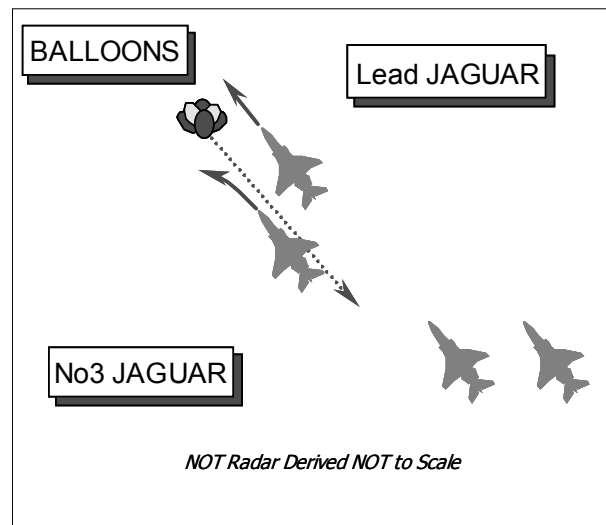 BALLOONS
Lead JAGUAR
No3 JAGUAR
NOT Radar Derived NOT to Scale